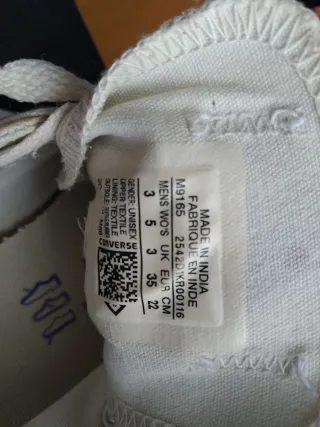 MADE IN INDIA
FABRIQUE EN INDE
M9165 2542DIXR00116
MENS WO'S UK EUR CM
3 5 3 35 22
GENDER: UNISEX
UPPER: TEXTILE
LINING: TEXTILE
CONVERSE